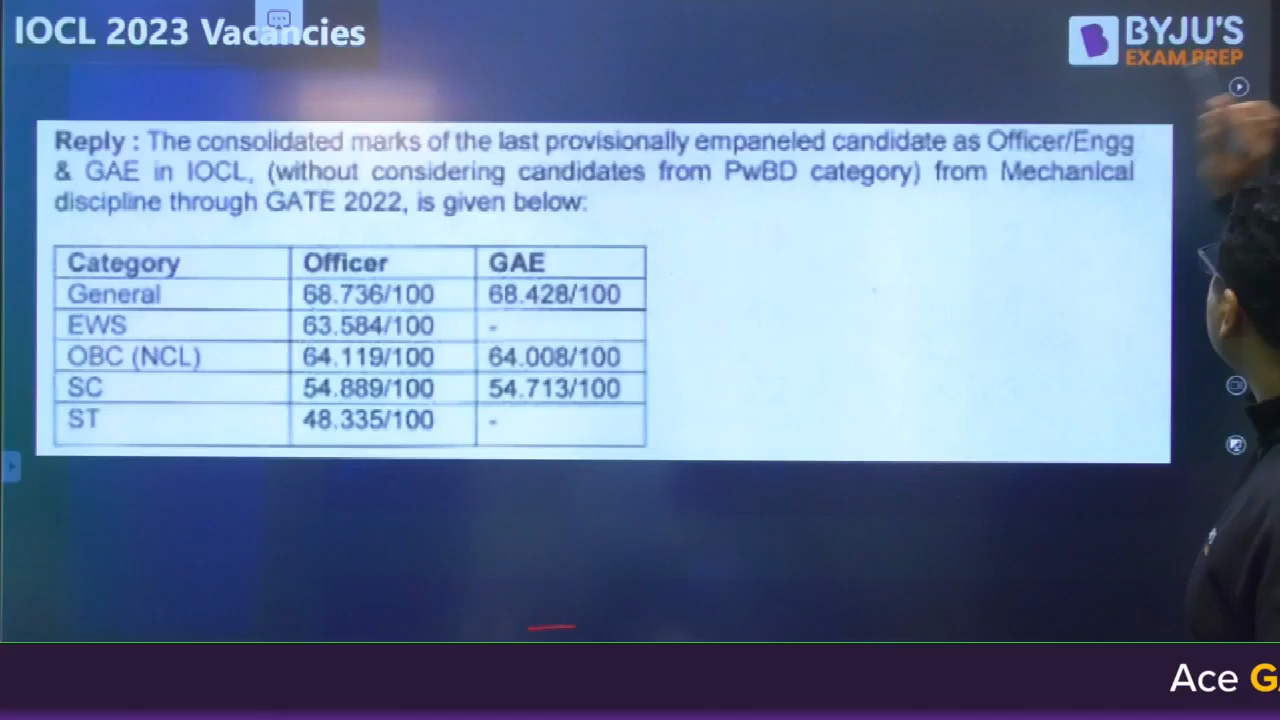 IOCL 2023 Vacancies
BYJU'S
EXAM PREP
Reply : The consolidated marks of the last provisionally empaneled candidate as Officer/Engg
& GAE in IOCL, (without considering candidates from PwBD category) from Mechanical
discipline through GATE 2022, is given below:
Category Officer GAE
General 68.736/100 68.428/100
EWS 63.584/100 -
OBC (NCL) 64.119/100 64.008/100
SC 54.889/100 54.713/100
ST 48.335/100 -
Ace G